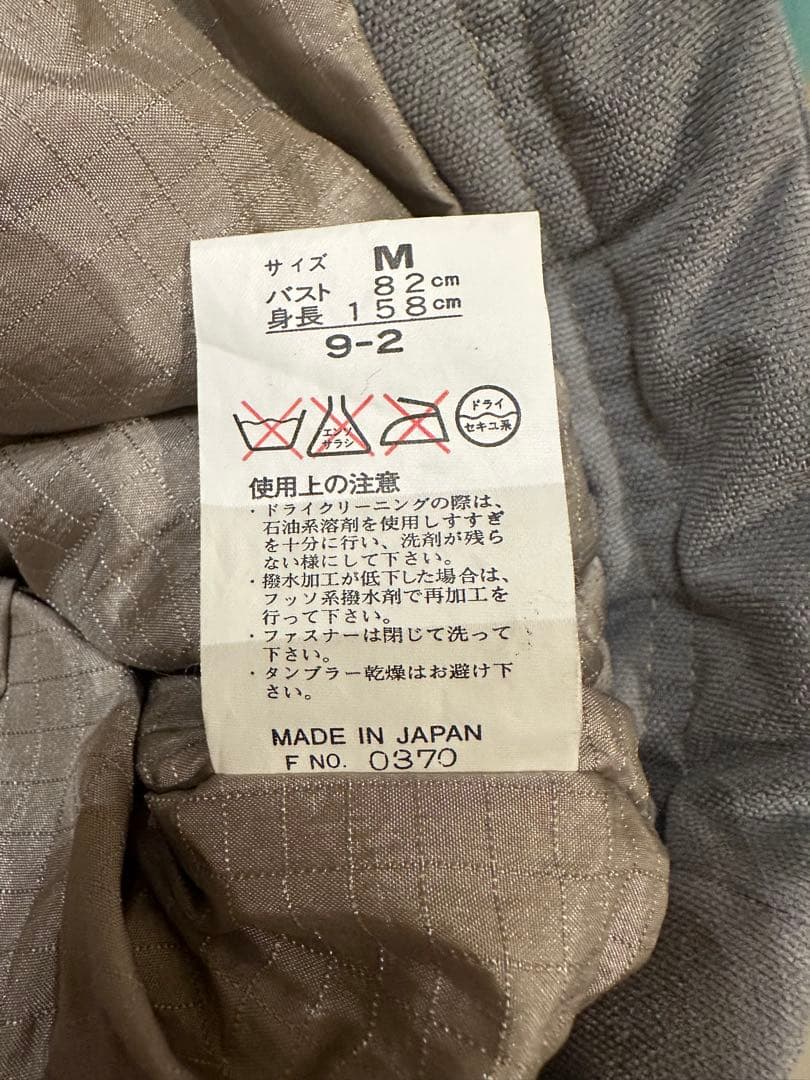 サイズ M
バスト 82cm
身長 158cm
9-2
エンソ
サラシ
ドライ
セキユ系
使用上の注意
・ドライクリーニングの際は、
石油系溶剤を使用しすすぎ
を十分に行い、洗剤が残ら
ない様にして下さい。
・撥水加工が低下した場合は、
フッソ系撥水剤で再加工を
行って下さい。
・ファスナーは閉じて洗って
下さい。
・タンブラー乾燥はお避け下
さい。
MADE IN JAPAN
F NO. 0370